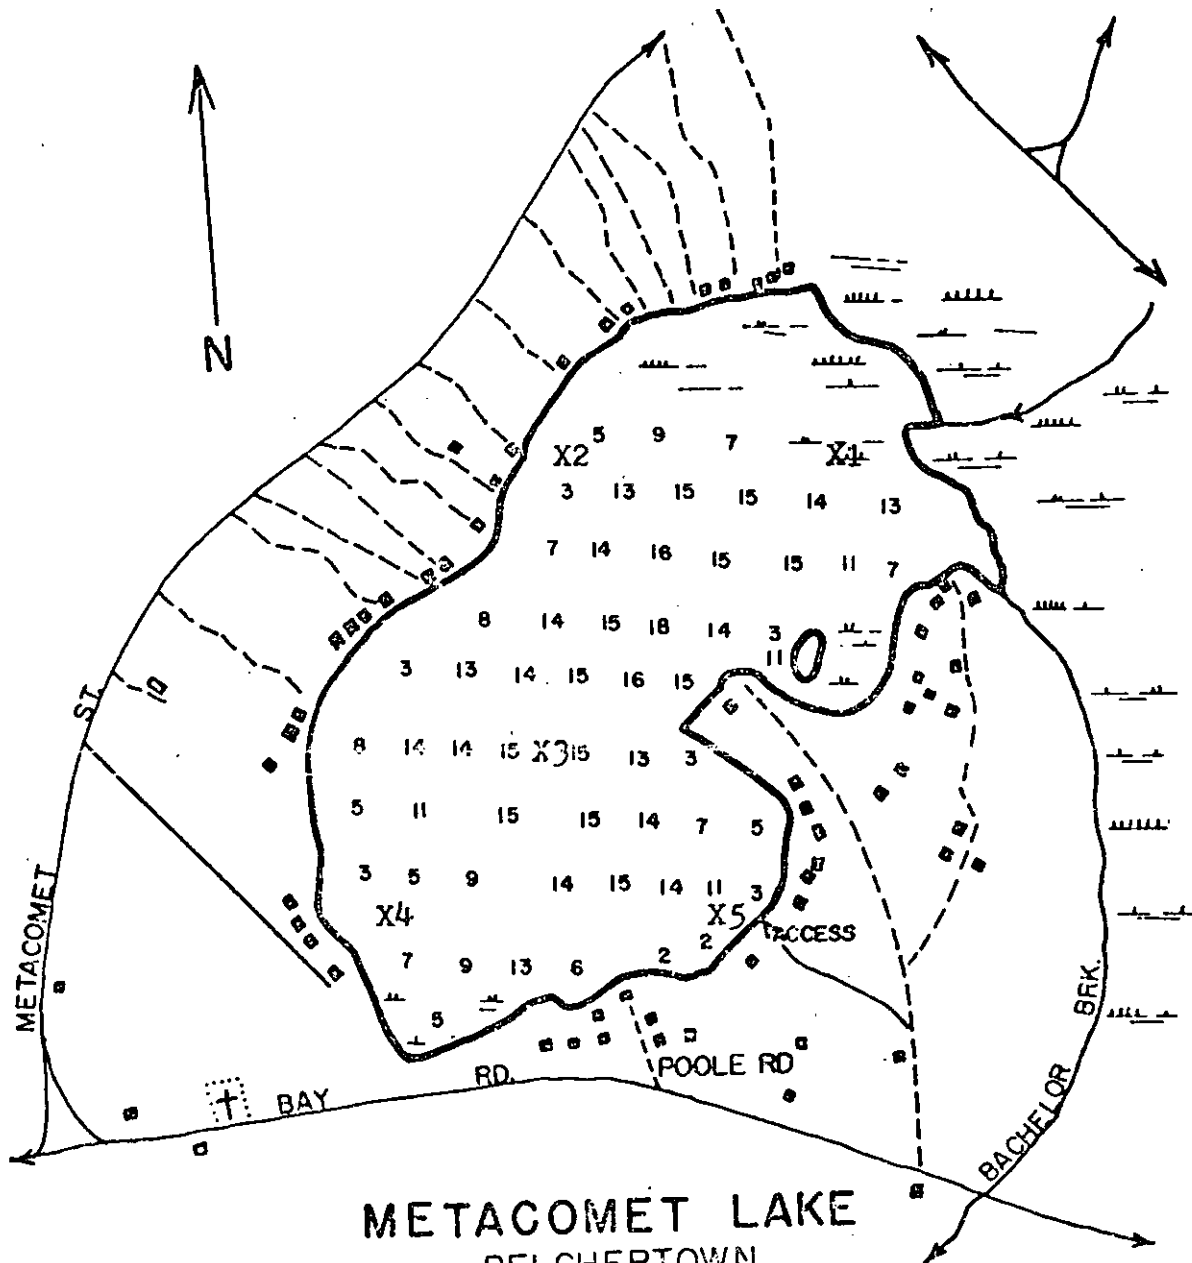 N
5 9 7
X2 X1
3 13 15 15 14 13
7 14 16 15 15 11 7
8 14 15 18 14 3
11
3 13 14 15 16 15
ST.
8 14 14 15 X3 15 13 3
5 11 15 15 14 7 5
3 5 9 14 15 14 11 3
X4 X5
ACCESS
METACOMET
7 9 13 6 2 2
5
BRK.
BAY RD. POOLE RD
BACHELOR
METACOMET LAKE
BELCHERTOWN